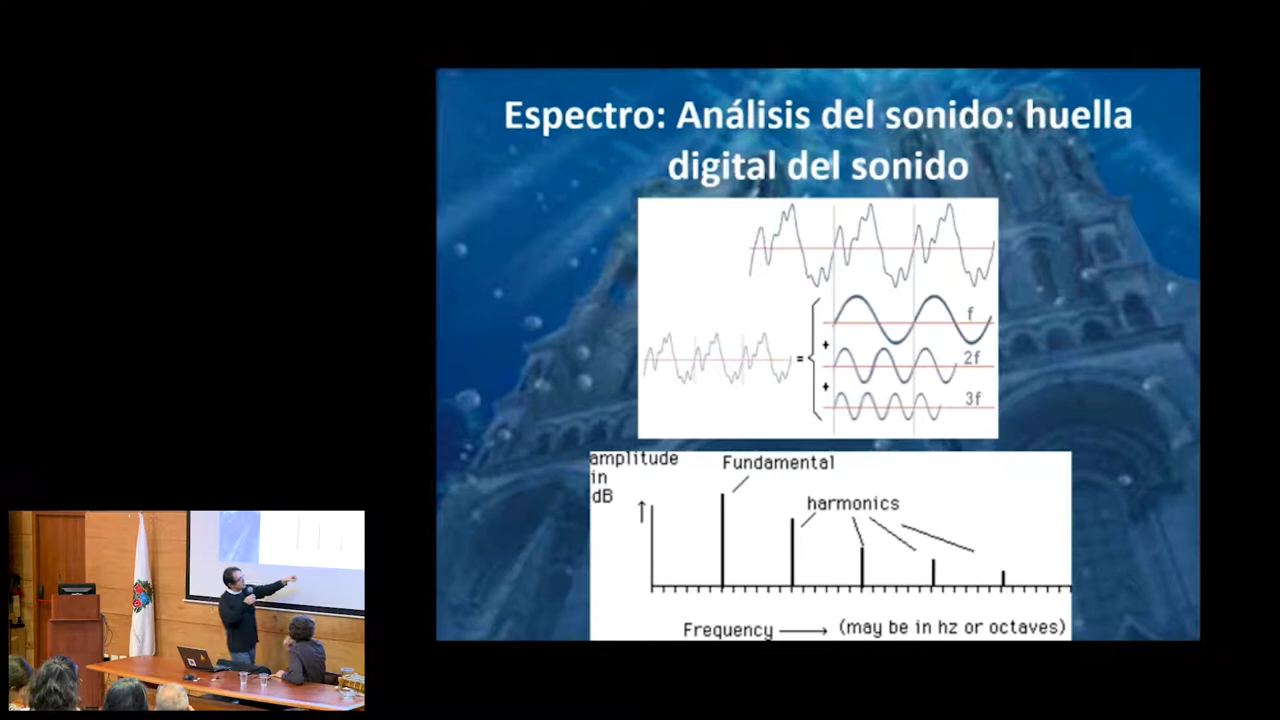 Espectro: Análisis del sonido: huella
digital del sonido
f
+
2f
=
+
3f
amplitude
in
dB
Fundamental
harmonics
Frequency
(may be in hz or octaves)